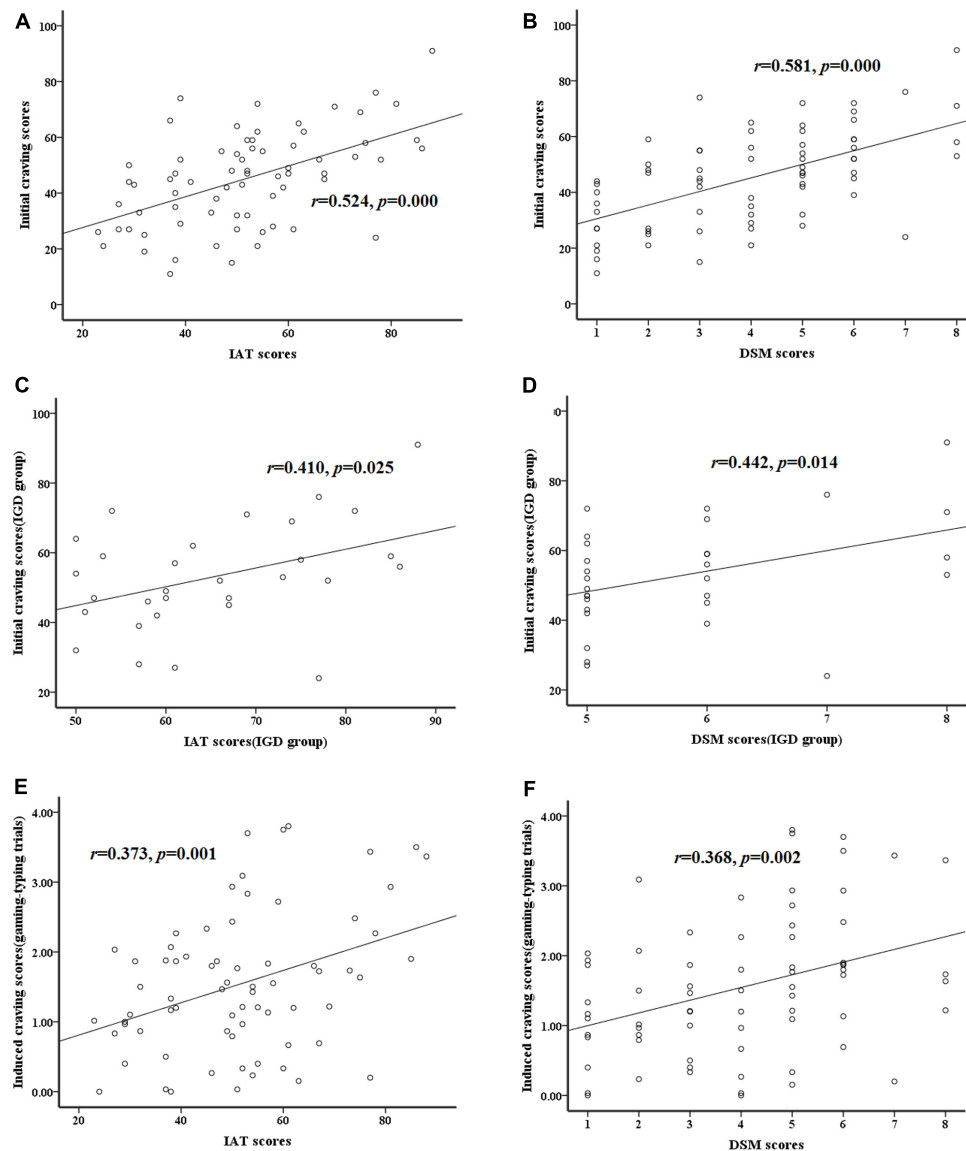 A
100
80
60
40
20
0
Initial craving scores
r=0.524, p=0.000
20 40 60 80
IAT scores
B
100
80
60
40
20
0
Initial craving scores
r=0.581, p=0.000
1 2 3 4 5 6 7 8
DSM scores
C
100
80
60
40
20
Initial craving scores(IGD group)
r=0.410, p=0.025
50 60 70 80 90
IAT scores(IGD group)
D
0
80
60
40
20
Initial craving scores(IGD group)
r=0.442, p=0.014
5 6 7 8
DSM scores(IGD group)
E
4.00
3.00
2.00
1.00
0.00
Induced craving scores(gaming-typing trials)
r=0.373, p=0.001
20 40 60 80
IAT scores
F
4.00
3.00
2.00
1.00
0.00
Induced craving scores(gaming-typing trials)
r=0.368, p=0.002
1 2 3 4 5 6 7 8
DSM scores